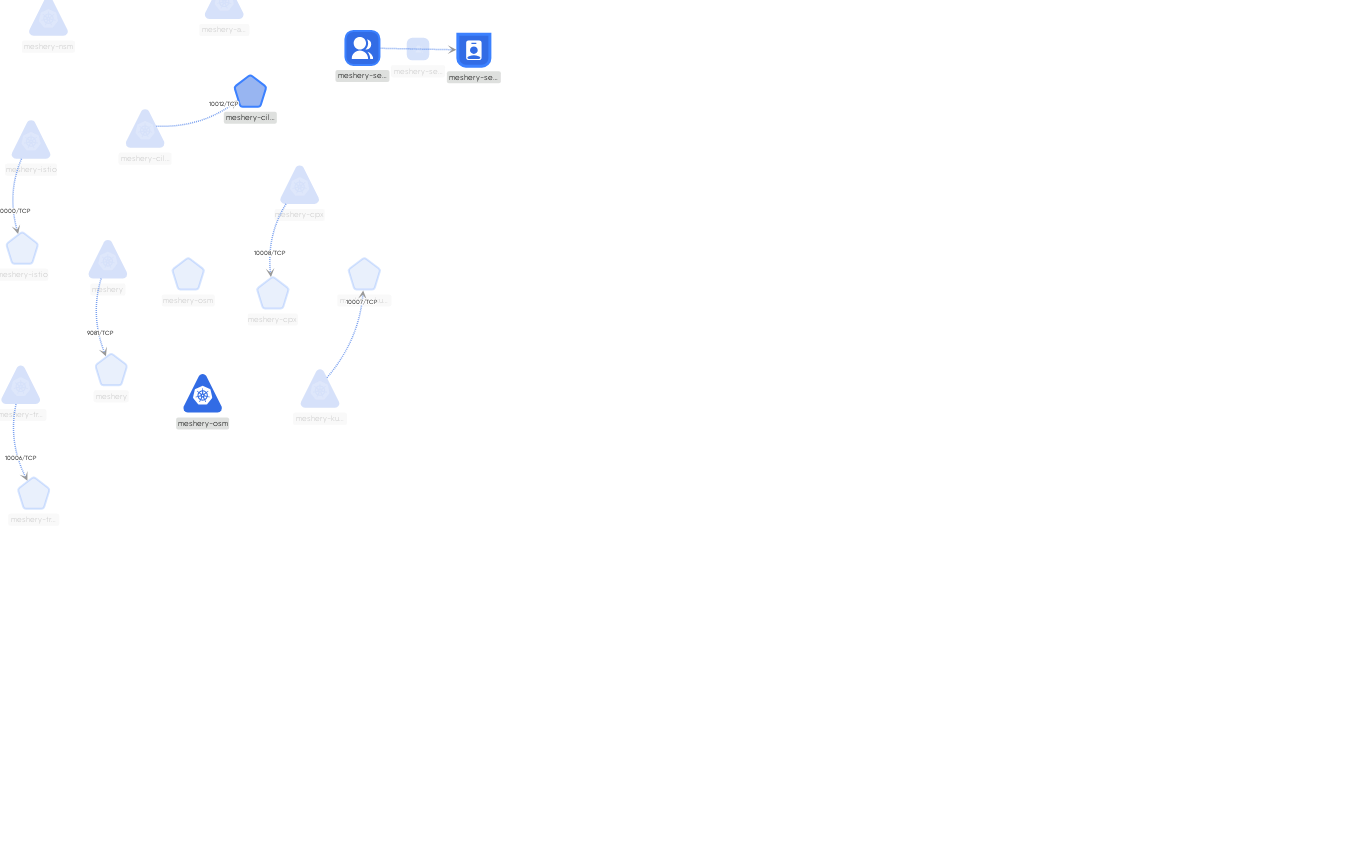 meshery-nsm
meshery-a...
meshery-se...
meshery-se...
meshery-se...
10012/TCP
meshery-cil...
meshery-cil...
meshery-istio
0000/TCP
meshery-cpx
meshery-istio
10008/TCP
meshery
meshery-osm
10007/TCP
meshery-cpx
9081/TCP
meshery
meshery-tr...
meshery-osm
meshery-ku...
10006/TCP
meshery-tr...